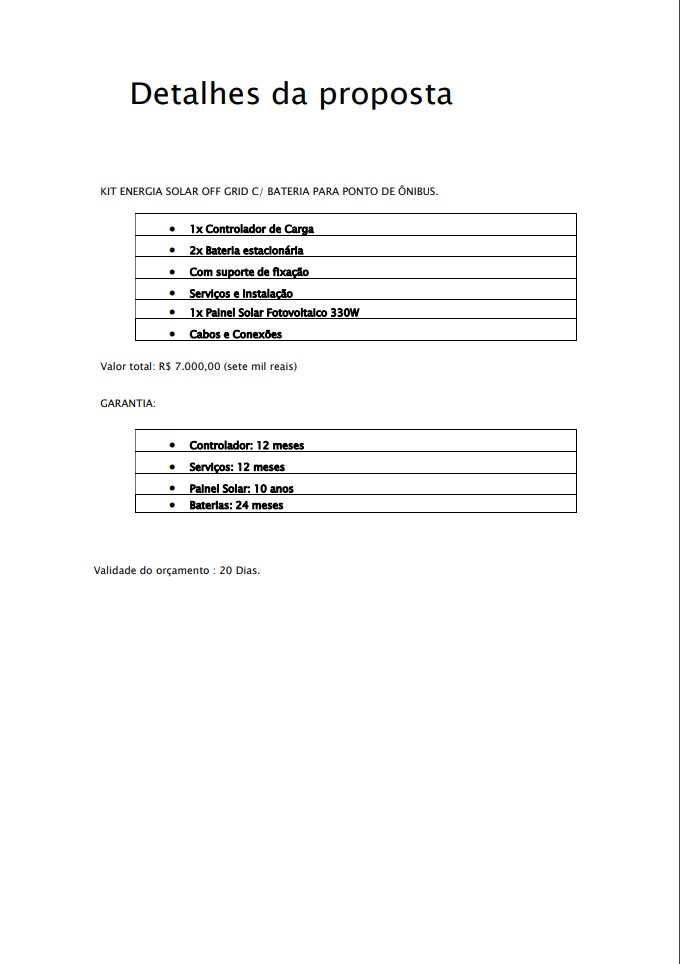 Detalhes da proposta
KIT ENERGIA SOLAR OFF GRID C/ BATERIA PARA PONTO DE ÔNIBUS.
• 1x Controlador de Carga
• 2x Bateria estacionária
• Com suporte de fixação
• Serviços e Instalação
• 1x Painel Solar Fotovoltaico 330W
• Cabos e Conexões
Valor total: R$ 7.000,00 (sete mil reais)
GARANTIA:
• Controlador: 12 meses
• Serviços: 12 meses
• Painel Solar: 10 anos
• Baterias: 24 meses
Validade do orçamento : 20 Dias.